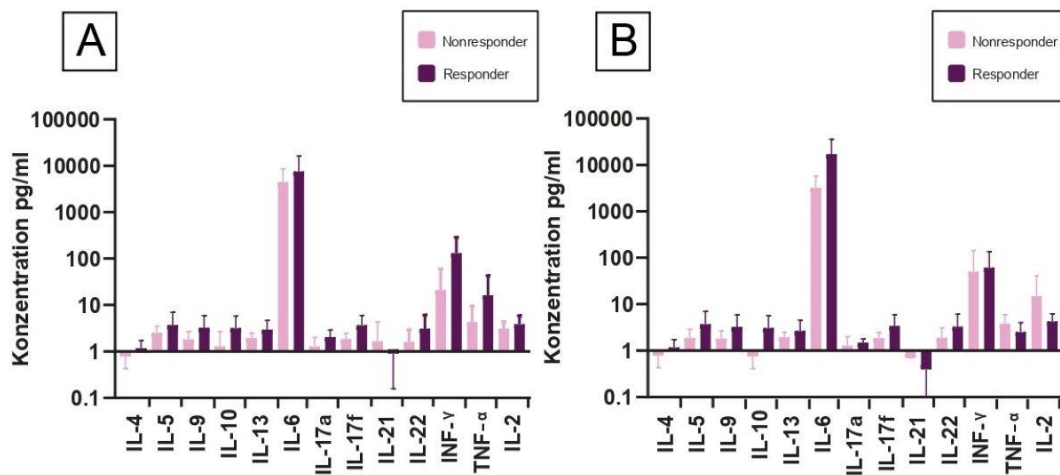 A
Nonresponder
Responder
Konzentration pg/ml
100000
10000
1000
100
10
1
0.1
IL-4
IL-5
IL-9
IL-10
IL-13
IL-6
IL-17a
IL-17f
IL-21
IL-22
INF-γ
TNF-α
IL-2
B
Nonresponder
Responder
Konzentration pg/ml
100000
10000
1000
100
10
1
0.1
IL-4
IL-5
IL-9
IL-10
IL-13
IL-6
IL-17a
IL-17f
IL-21
IL-22
INF-γ
TNF-α
IL-2